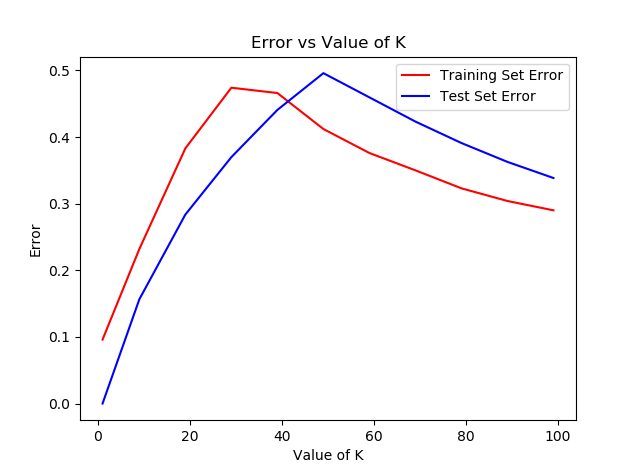 Error vs Value of K
Training Set Error
Test Set Error
0.5
0.4
0.3
0.2
0.1
0.0
Error
0 20 40 60 80 100
Value of K